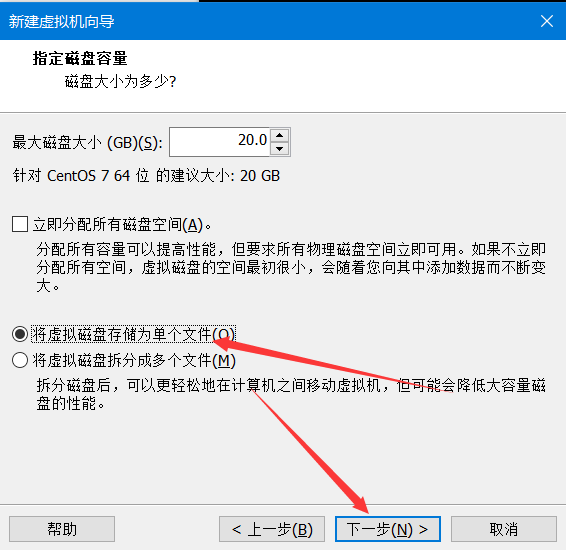 新建虚拟机向导
指定磁盘容量
磁盘大小为多少?
最大磁盘大小 (GB)(S): 20.0
针对 CentOS 7 64 位 的建议大小: 20 GB
立即分配所有磁盘空间(A)。
分配所有容量可以提高性能，但要求所有物理磁盘空间立即可用。如果不立即
分配所有空间，虚拟磁盘的空间最初很小，会随着您向其中添加数据而不断变
大。
将虚拟磁盘存储为单个文件(O)
将虚拟磁盘拆分成多个文件(M)
拆分磁盘后，可以更轻松地在计算机之间移动虚拟机，但可能会降低大容量磁
盘的性能。
帮助 < 上一步(B) 下一步(N) > 取消